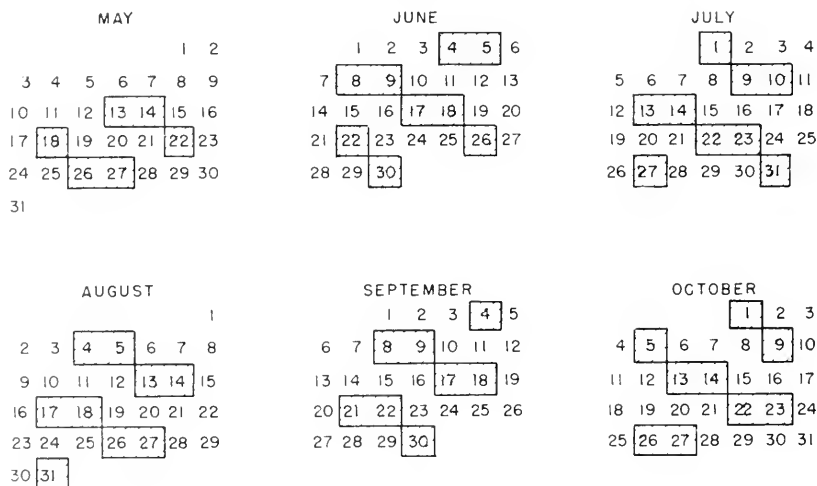 MAY
1 2
3 4 5 6 7 8 9
10 11 12 13 14 15 16
17 18 19 20 21 22 23
24 25 26 27 28 29 30
31
JUNE
1 2 3 4 5 6
7 8 9 10 11 12 13
14 15 16 17 18 19 20
21 22 23 24 25 26 27
28 29 30
JULY
1 2 3 4
5 6 7 8 9 10 11
12 13 14 15 16 17 18
19 20 21 22 23 24 25
26 27 28 29 30 31
AUGUST
1
2 3 4 5 6 7 8
9 10 11 12 13 14 15
16 17 18 19 20 21 22
23 24 25 26 27 28 29
30 31
SEPTEMBER
1 2 3 4 5
6 7 8 9 10 11 12
13 14 15 16 17 18 19
20 21 22 23 24 25 26
27 28 29 30
OCTOBER
1 2 3
4 5 6 7 8 9 10
11 12 13 14 15 16 17
18 19 20 21 22 23 24
25 26 27 28 29 30 31